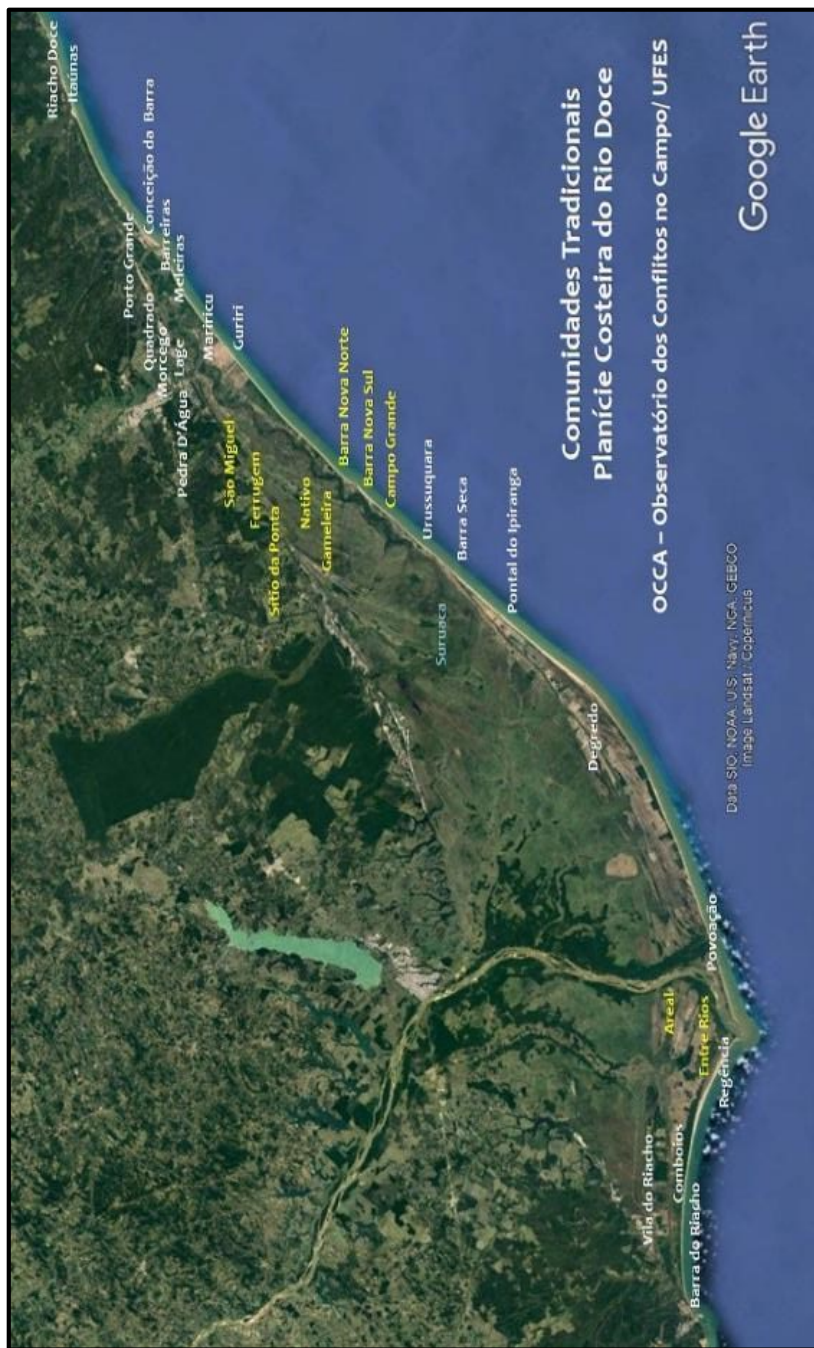 Riacho Doce
Itaúnas
Conceição da Barra
Porto Grande
Barreiras
Meleiras
Quadrado
Morcego
Lage
Mariricu
Guriri
Pedra D'Água
São Miguel
Ferrugem
Sítio da Ponta
Nativo
Gameleira
Barra Nova Norte
Barra Nova Sul
Campo Grande
Urussuquara
Barra Seca
Pontal do Ipiranga
Suruaca
Degredo
Povoação
Areal
Entre Rios
Regência
Vila do Riacho
Comboios
Barra do Riacho
Comunidades Tradicionais
Planície Costeira do Rio Doce
OCCA – Observatório dos Conflitos no Campo/ UFES
Data SIO, NOAA, U.S. Navy, NGA, GEBCO
Image Landsat / Copernicus
Google Earth